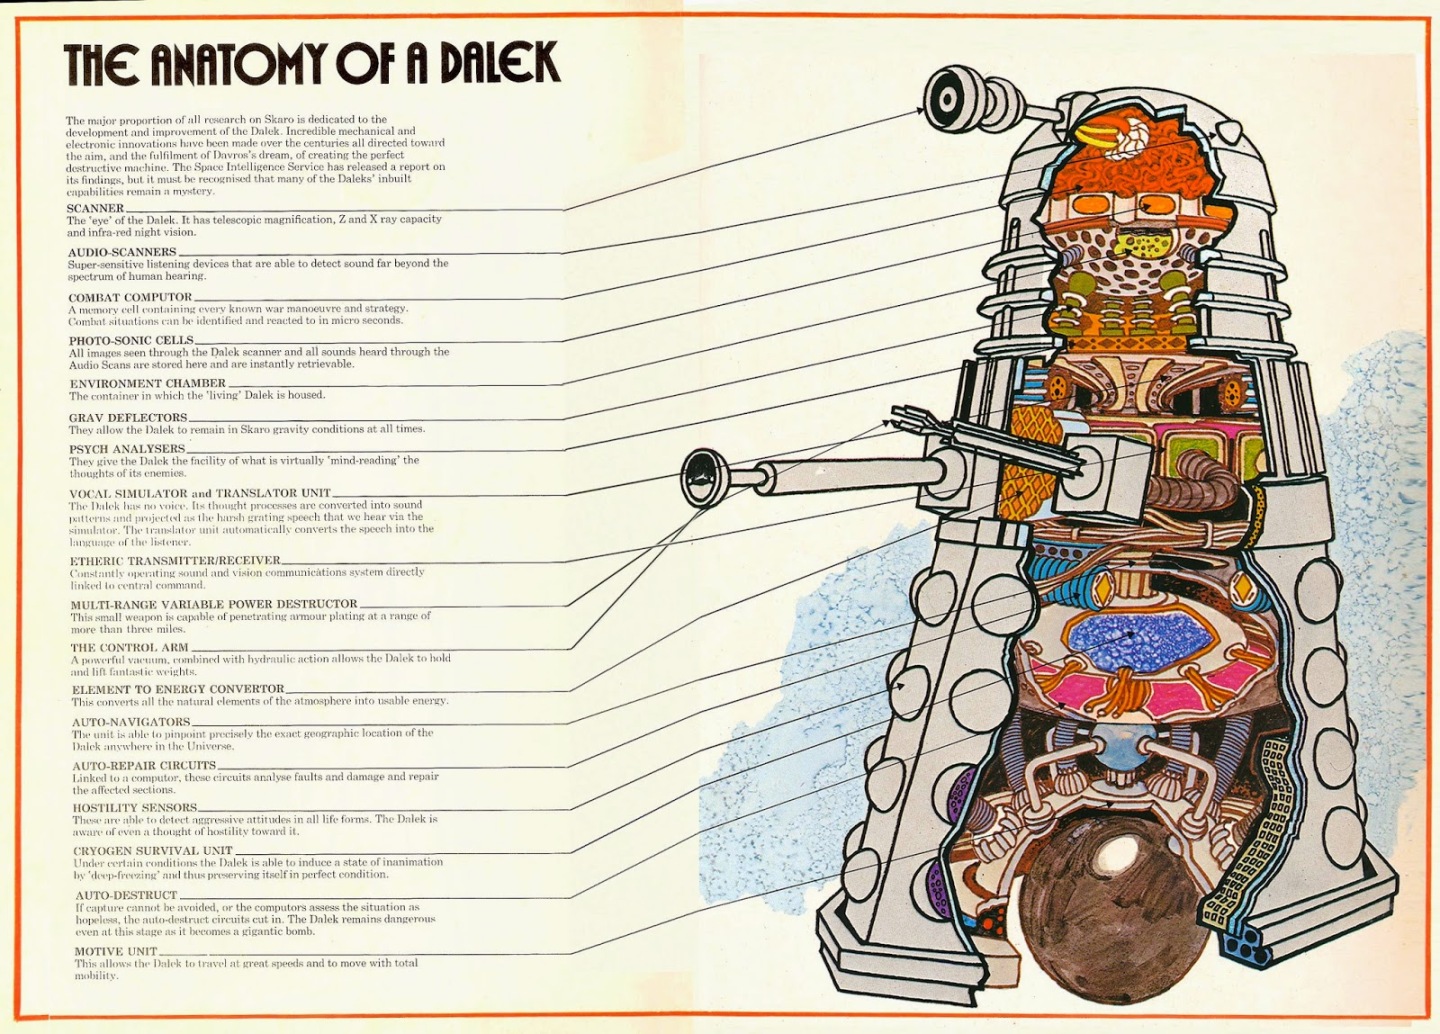 THE ANATOMY OF A DALEK
The major proportion of all research on Skaro is dedicated to the
development and improvement of the Dalek. Incredible mechanical and
electronic innovations have been made over the centuries all directed toward
the aim, and the fulfilment of Davros's dream, of creating the perfect
destructive machine. The Space Intelligence Service has released a report on
its findings, but it must be recognised that many of the Daleks' inbuilt
capabilities remain a mystery.
SCANNER
The 'eye' of the Dalek. It has telescopic magnification, Z and X ray capacity
and infra-red night vision.
AUDIO-SCANNERS
Super-sensitive listening devices that are able to detect sound far beyond the
spectrum of human hearing.
COMBAT COMPUTOR
A memory cell containing every known war manoeuvre and strategy.
Combat situations can be identified and reacted to in micro seconds.
PHOTO-SONIC CELLS
All images seen through the Dalek scanner and all sounds heard through the
Audio Scans are stored here and are instantly retrievable.
ENVIRONMENT CHAMBER
The container in which the 'living' Dalek is housed.
GRAV DEFLECTORS
They allow the Dalek to remain in Skaro gravity conditions at all times.
PSYCH ANALYSERS
They give the Dalek the facility of what is virtually 'mind-reading' the
thoughts of its enemies.
VOCAL SIMULATOR and TRANSLATOR UNIT
The Dalek has no voice. Its thought processes are converted into sound
patterns and projected as the harsh grating speech that we hear via the
simulator. The translator unit automatically converts the speech into the
language of the listener.
ETHERIC TRANSMITTER/RECEIVER
Constantly operating sound and vision communications system directly
linked to central command.
MULTI-RANGE VARIABLE POWER DESTRUCTOR
This small weapon is capable of penetrating armour plating at a range of
more than three miles.
THE CONTROL ARM
A powerful vacuum, combined with hydraulic action allows the Dalek to hold
and lift fantastic weights.
ELEMENT TO ENERGY CONVERTOR
This converts all the natural elements of the atmosphere into usable energy.
AUTO-NAVIGATORS
The unit is able to pinpoint precisely the exact geographic location of the
Dalek anywhere in the Universe.
AUTO-REPAIR CIRCUITS
Linked to a computor, these circuits analyse faults and damage and repair
the affected sections.
HOSTILITY SENSORS
These are able to detect aggressive attitudes in all life forms. The Dalek is
aware of even a thought of hostility toward it.
CRYOGEN SURVIVAL UNIT
Under certain conditions the Dalek is able to induce a state of inanimation
by 'deep-freezing' and thus preserving itself in perfect condition.
AUTO-DESTRUCT
If capture cannot be avoided, or the computors assess the situation as
hopeless, the auto-destruct circuits cut in. The Dalek remains dangerous
even at this stage as it becomes a gigantic bomb.
MOTIVE UNIT
This allows the Dalek to travel at great speeds and to move with total
mobility.